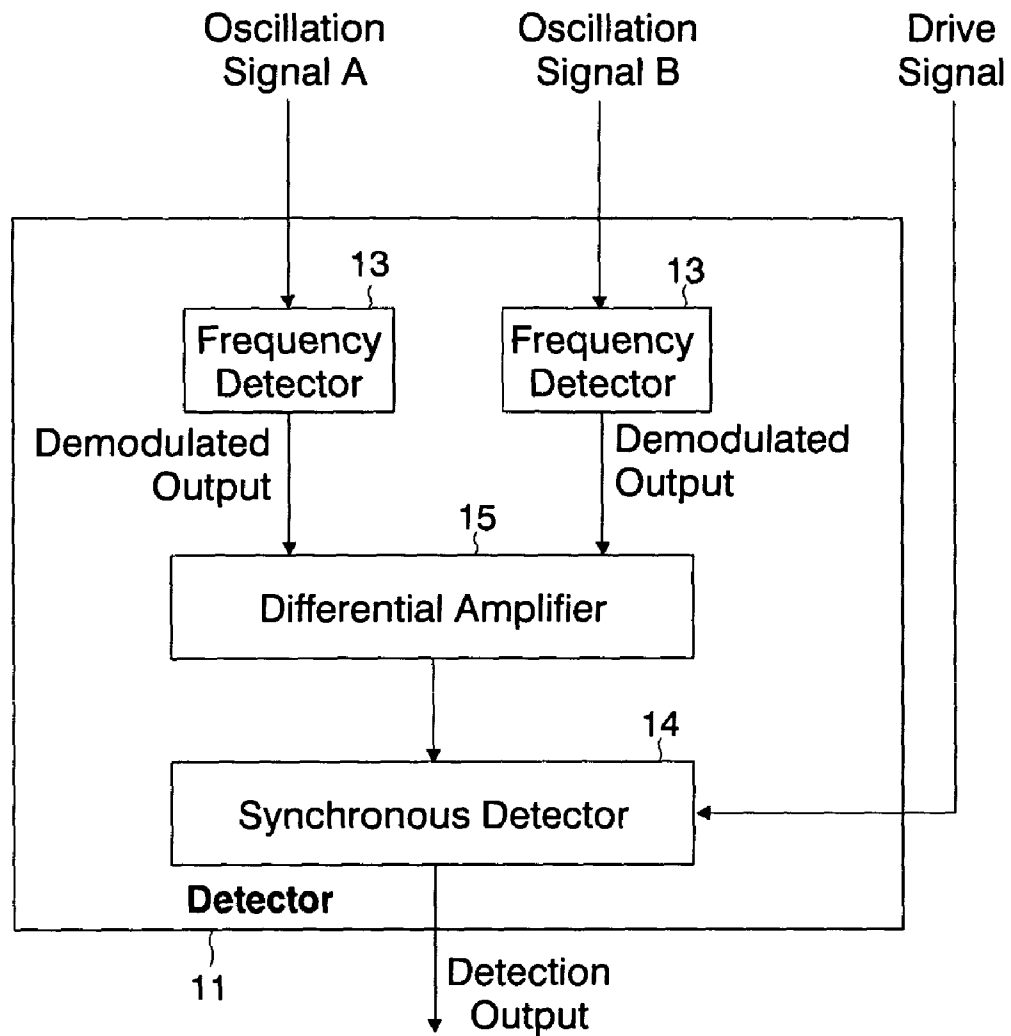 Oscillation
Signal A
Oscillation
Signal B
Drive
Signal
13
13
Frequency
Detector
Frequency
Detector
Demodulated
Output
Demodulated
Output
15
Differential Amplifier
14
Synchronous Detector
Detector
11
Detection
Output